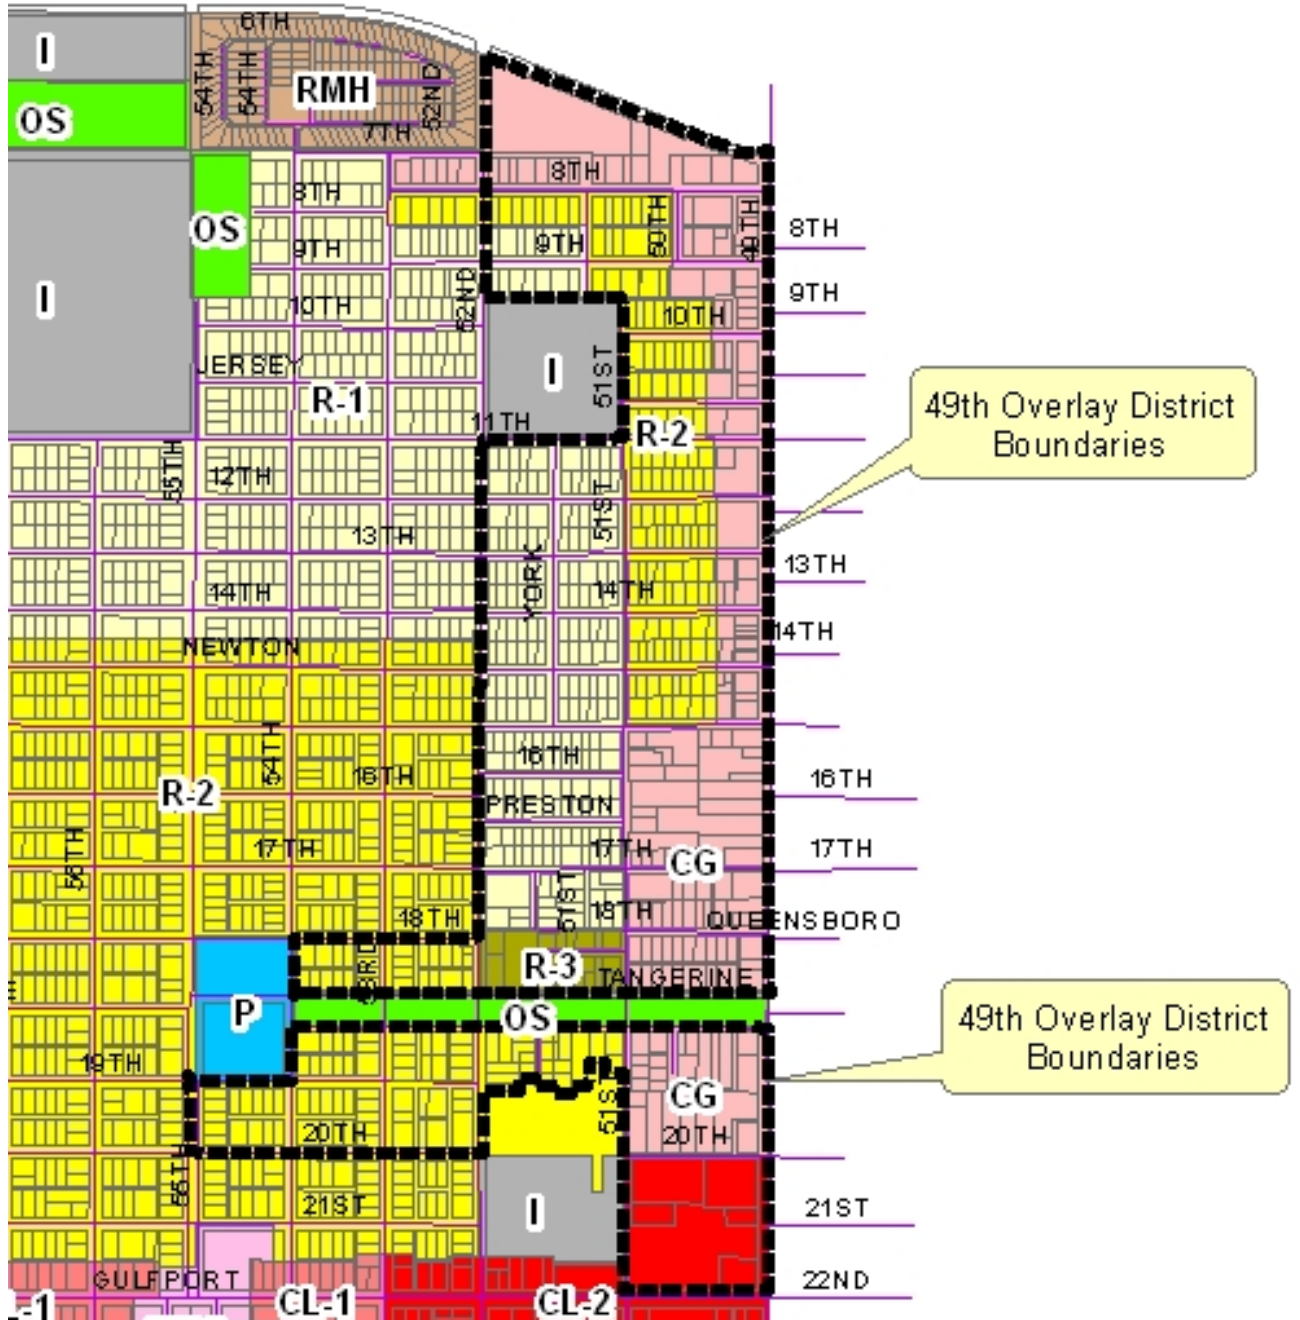 6TH
I
54TH
54TH
RMH
52ND
OS
7TH
8TH
8TH
OS
50TH
49TH
8TH
9TH
9TH
I
10TH
52ND
9TH
10TH
JERSEY
I
51ST
R-1
11TH
R-2
49th Overlay District
Boundaries
55TH
12TH
51ST
13TH
YORK
13TH
14TH
14TH
NEWTON
14TH
54TH
16TH
16TH
16TH
R-2
PRESTON
56TH
17TH
17TH
CG
17TH
51ST
18TH
18TH
QUEENSBORO
53RD
R-3
TANGERINE
P
OS
49th Overlay District
Boundaries
19TH
51ST
CG
20TH
20TH
55TH
21ST
I
21ST
GULFPORT
22ND
-1
CL-1
CL-2